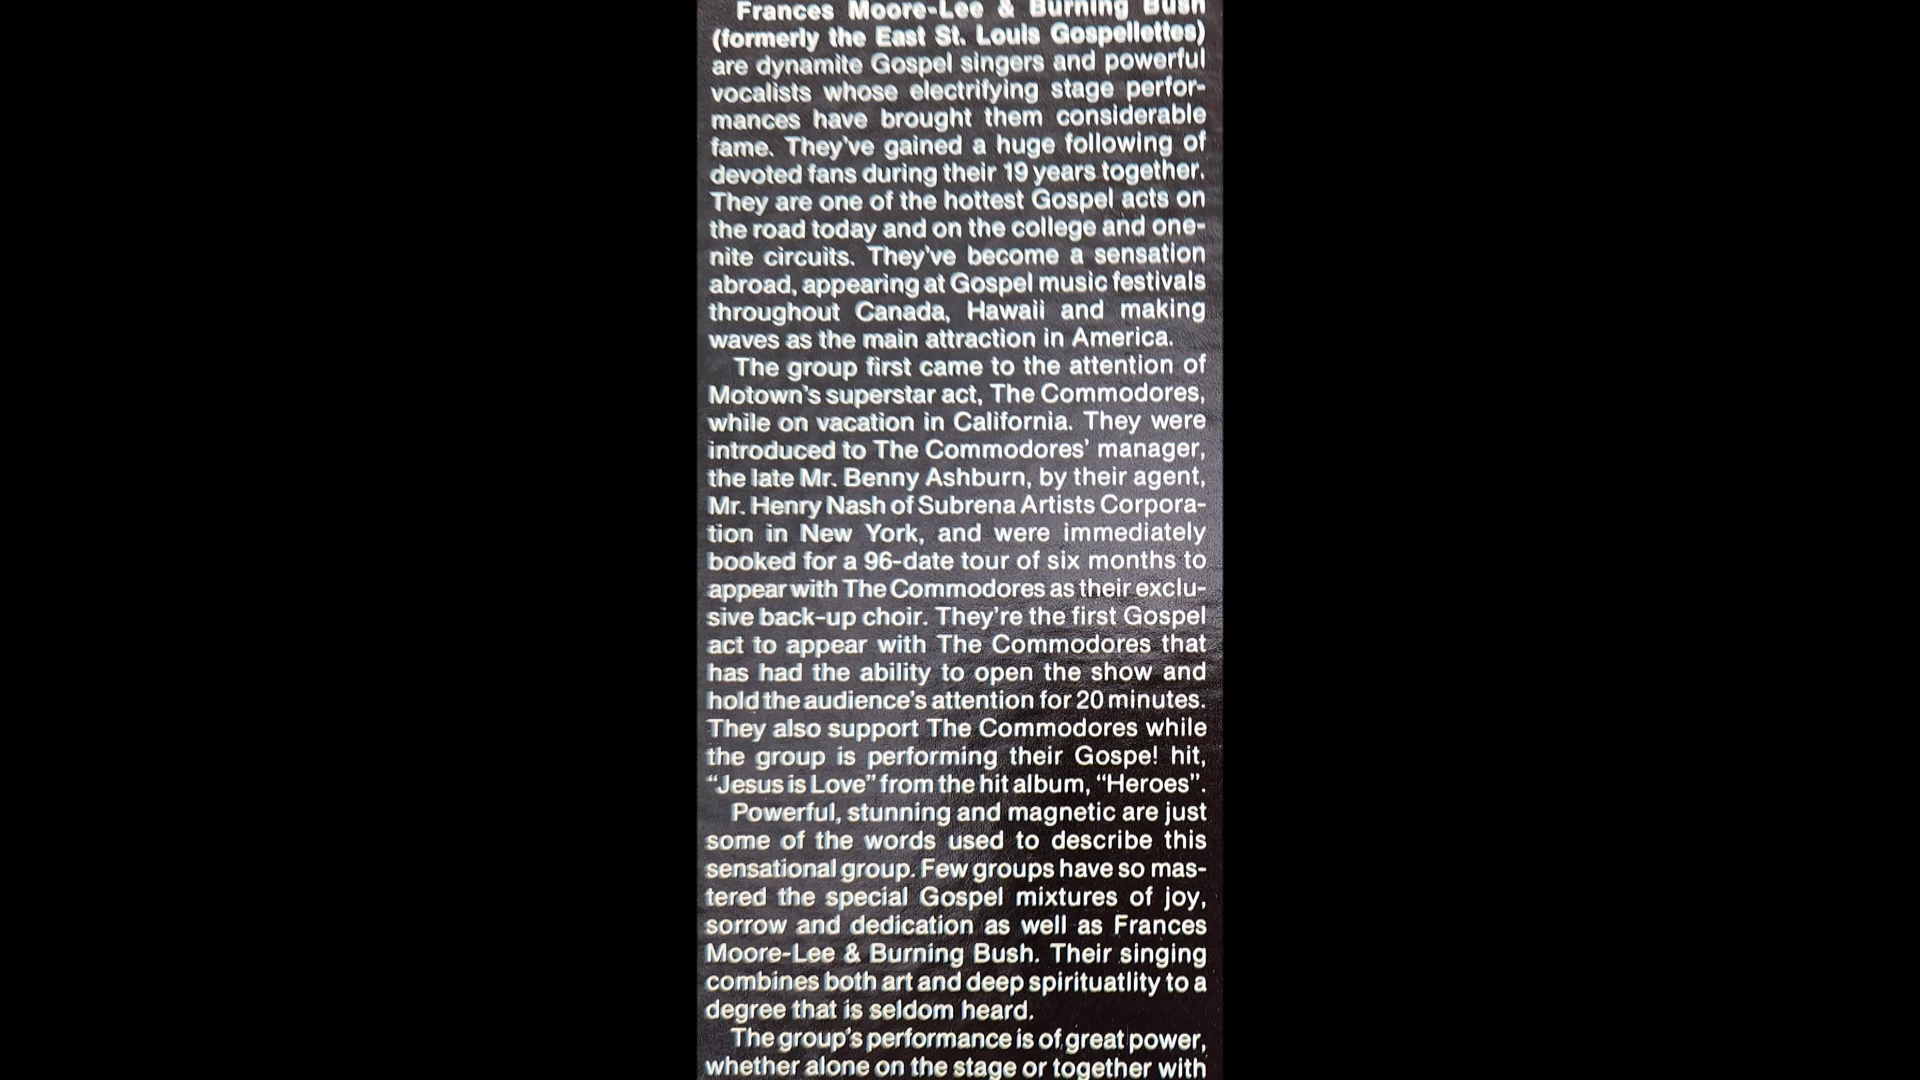 Frances Moore-Lee & Burning Bush
(formerly the East St. Louis Gospellettes)
are dynamite Gospel singers and powerful
vocalists whose electrifying stage perfor-
mances have brought them considerable
fame. They've gained a huge following of
devoted fans during their 19 years together.
They are one of the hottest Gospel acts on
the road today and on the college and one-
nite circuits. They've become a sensation
abroad, appearing at Gospel music festivals
throughout Canada, Hawaii and making
waves as the main attraction in America.
The group first came to the attention of
Motown's superstar act, The Commodores,
while on vacation in California. They were
introduced to The Commodores' manager,
the late Mr. Benny Ashburn, by their agent,
Mr. Henry Nash of Subrena Artists Corpora-
tion in New York, and were immediately
booked for a 96-date tour of six months to
appear with The Commodores as their exclu-
sive back-up choir. They're the first Gospel
act to appear with The Commodores that
has had the ability to open the show and
hold the audience's attention for 20 minutes.
They also support The Commodores while
the group is performing their Gospe! hit,
"Jesus is Love" from the hit album, "Heroes".
Powerful, stunning and magnetic are just
some of the words used to describe this
sensational group. Few groups have so mas-
tered the special Gospel mixtures of joy,
sorrow and dedication as well as Frances
Moore-Lee & Burning Bush. Their singing
combines both art and deep spirituatlity to a
degree that is seldom heard.
The group's performance is of great power,
whether alone on the stage or together with